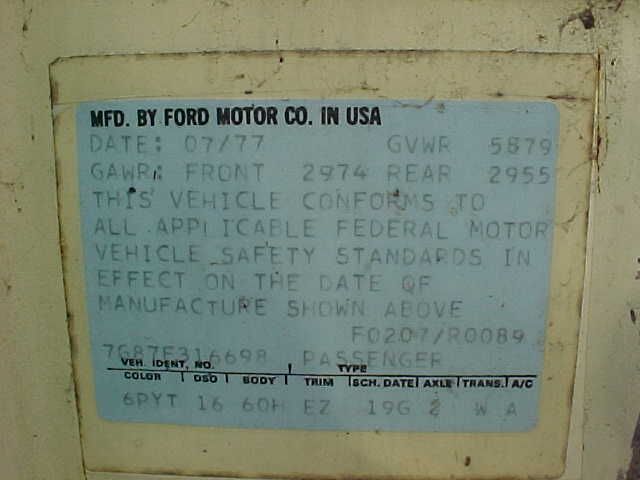 MFD. BY FORD MOTOR CO. IN USA
DATE: 07/77 GVWR 5879
GAWR: FRONT 2974 REAR 2955
THIS VEHICLE CONFORMS TO
ALL APPLICABLE FEDERAL MOTOR
VEHICLE SAFETY STANDARDS IN
EFFECT ON THE DATE OF
MANUFACTURE SHOWN ABOVE
F0207/R0089
7G87F316698 PASSENGER
VEH. IDENT. NO. TYPE
COLOR DSO BODY TRIM SCH. DATE AXLE TRANS. A/C
6PYT 16 60H EZ 19G 2 W A